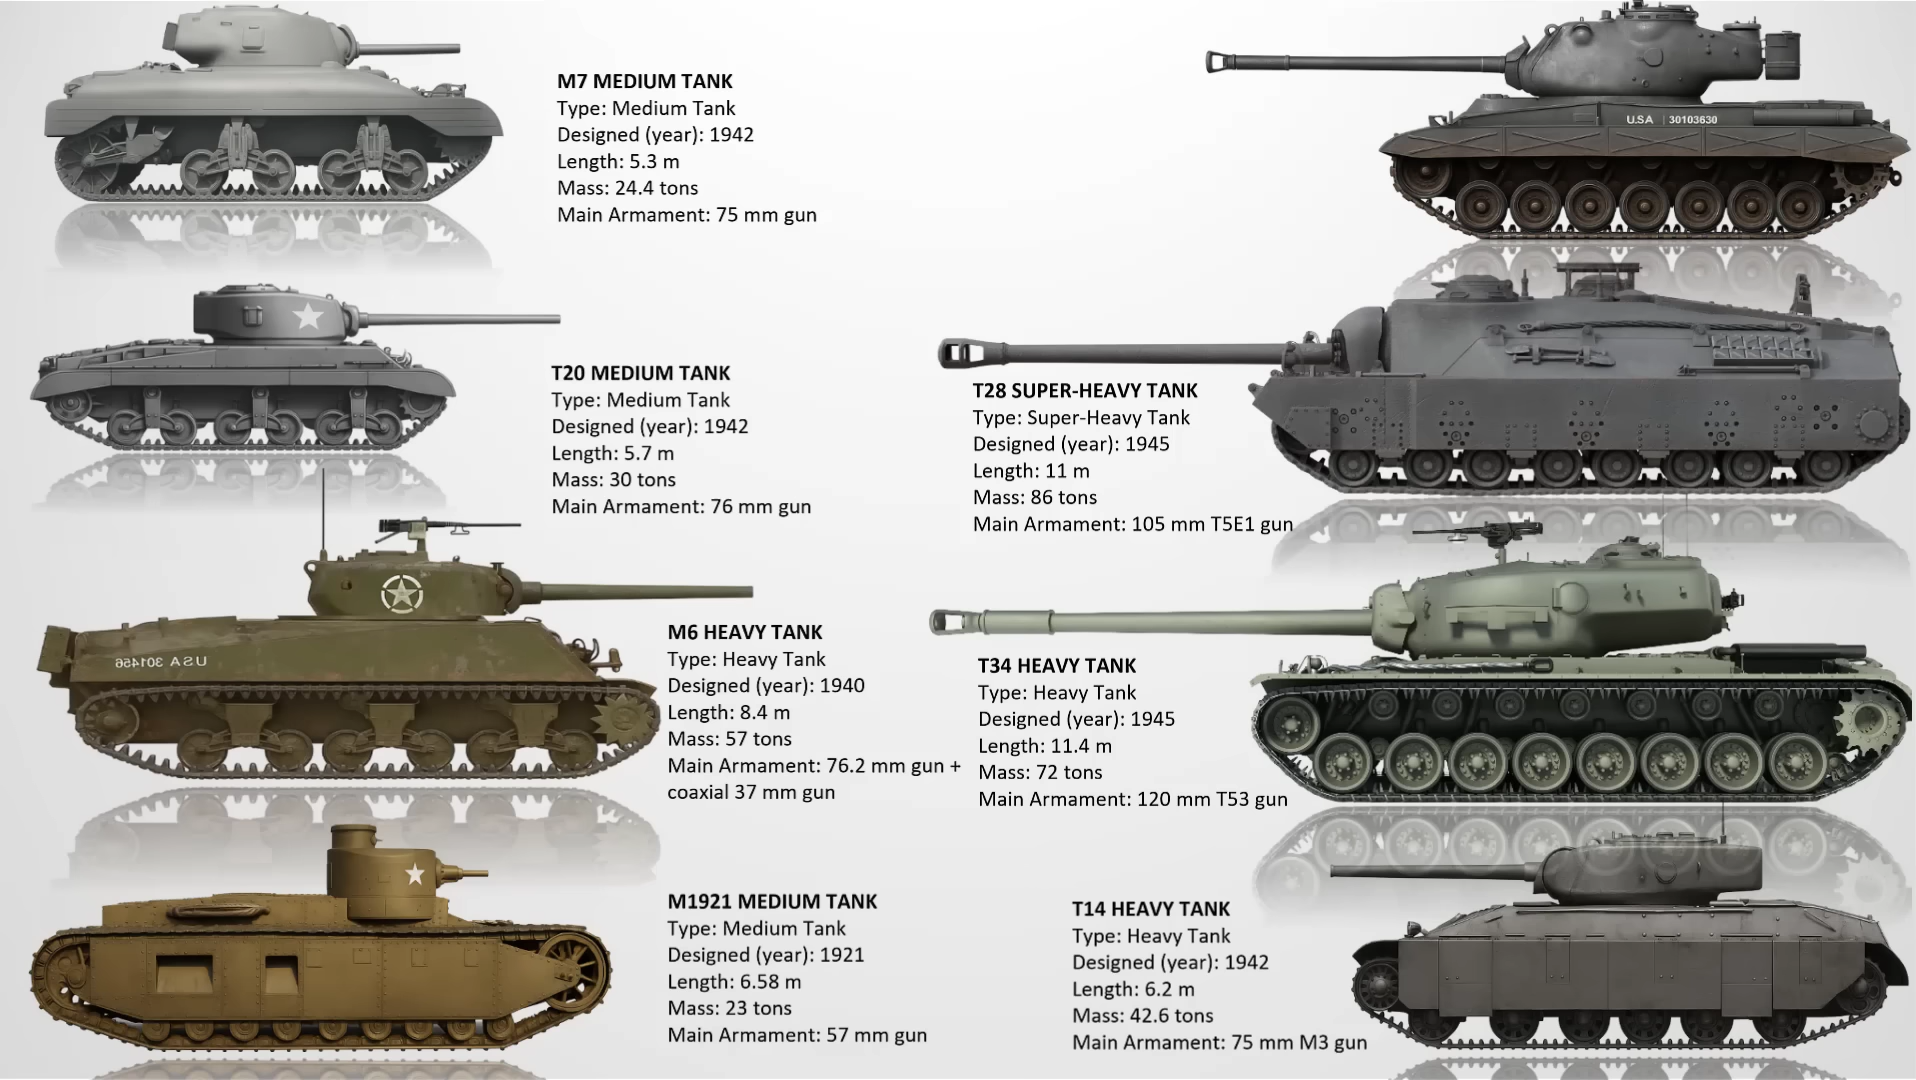 M7 MEDIUM TANK
Type: Medium Tank
Designed (year): 1942
Length: 5.3 m
Mass: 24.4 tons
Main Armament: 75 mm gun
U.S.A | 30103630
T20 MEDIUM TANK
Type: Medium Tank
Designed (year): 1942
Length: 5.7 m
Mass: 30 tons
Main Armament: 76 mm gun
T28 SUPER-HEAVY TANK
Type: Super-Heavy Tank
Designed (year): 1945
Length: 11 m
Mass: 86 tons
Main Armament: 105 mm T5E1 gun
USA 301456
M6 HEAVY TANK
Type: Heavy Tank
Designed (year): 1940
Length: 8.4 m
Mass: 57 tons
Main Armament: 76.2 mm gun +
coaxial 37 mm gun
T34 HEAVY TANK
Type: Heavy Tank
Designed (year): 1945
Length: 11.4 m
Mass: 72 tons
Main Armament: 120 mm T53 gun
M1921 MEDIUM TANK
Type: Medium Tank
Designed (year): 1921
Length: 6.58 m
Mass: 23 tons
Main Armament: 57 mm gun
T14 HEAVY TANK
Type: Heavy Tank
Designed (year): 1942
Length: 6.2 m
Mass: 42.6 tons
Main Armament: 75 mm M3 gun